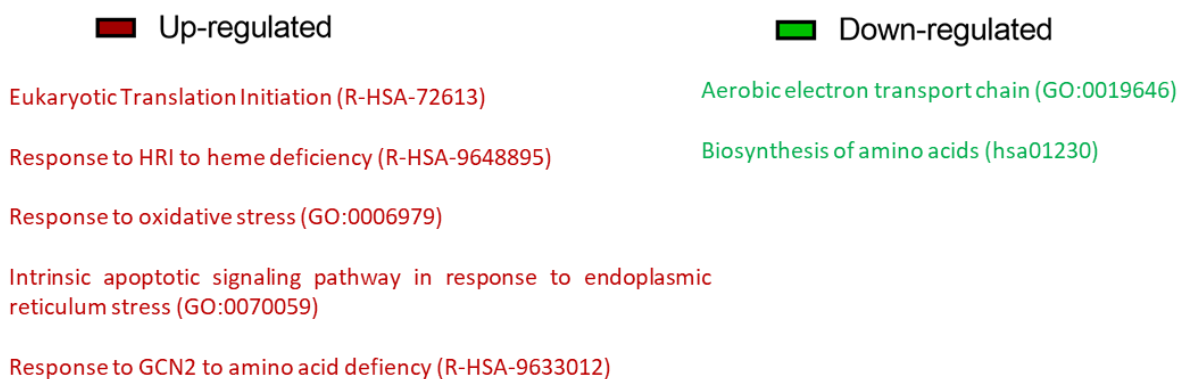 Up-regulated
Eukaryotic Translation Initiation (R-HSA-72613)
Response to HRI to heme deficiency (R-HSA-9648895)
Response to oxidative stress (GO:0006979)
Intrinsic apoptotic signaling pathway in response to endoplasmic
reticulum stress (GO:0070059)
Response to GCN2 to amino acid defiency (R-HSA-9633012)
Down-regulated
Aerobic electron transport chain (GO:0019646)
Biosynthesis of amino acids (hsa01230)